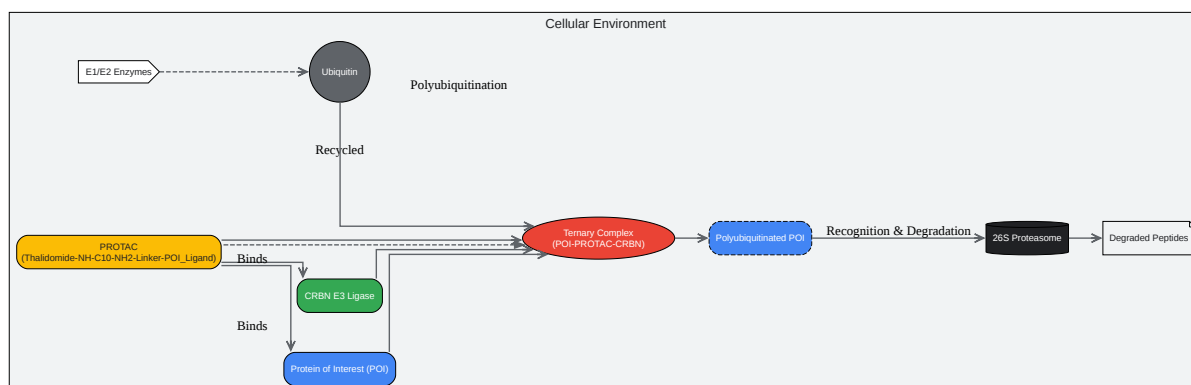 Cellular Environment
E1/E2 Enzymes
Ubiquitin
Polyubiquitination
Recycled
PROTAC
(Thalidomide-NH-C10-NH2-Linker-POI_Ligand)
Binds
CRBN E3 Ligase
Binds
Protein of Interest (POI)
Ternary Complex
(POI-PROTAC-CRBN)
Polyubiquitinated POI
Recognition & Degradation
26S Proteasome
Degraded Peptides